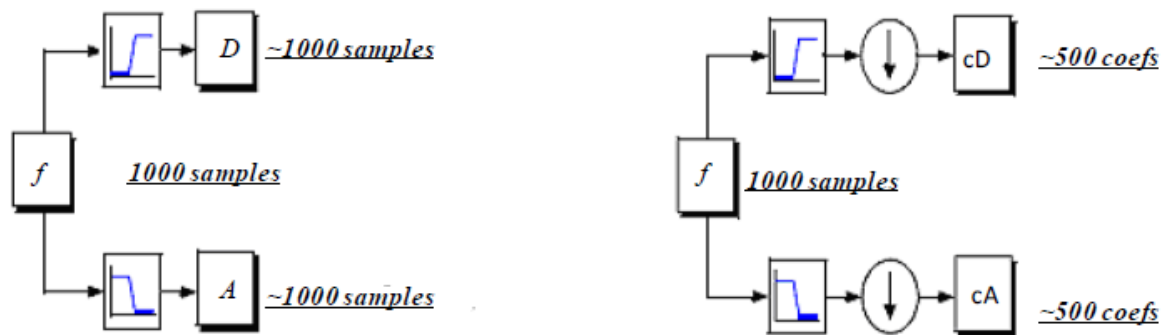 D
~1000 samples
f
1000 samples
A
~1000 samples
cD
~500 coefs
f
1000 samples
cA
~500 coefs